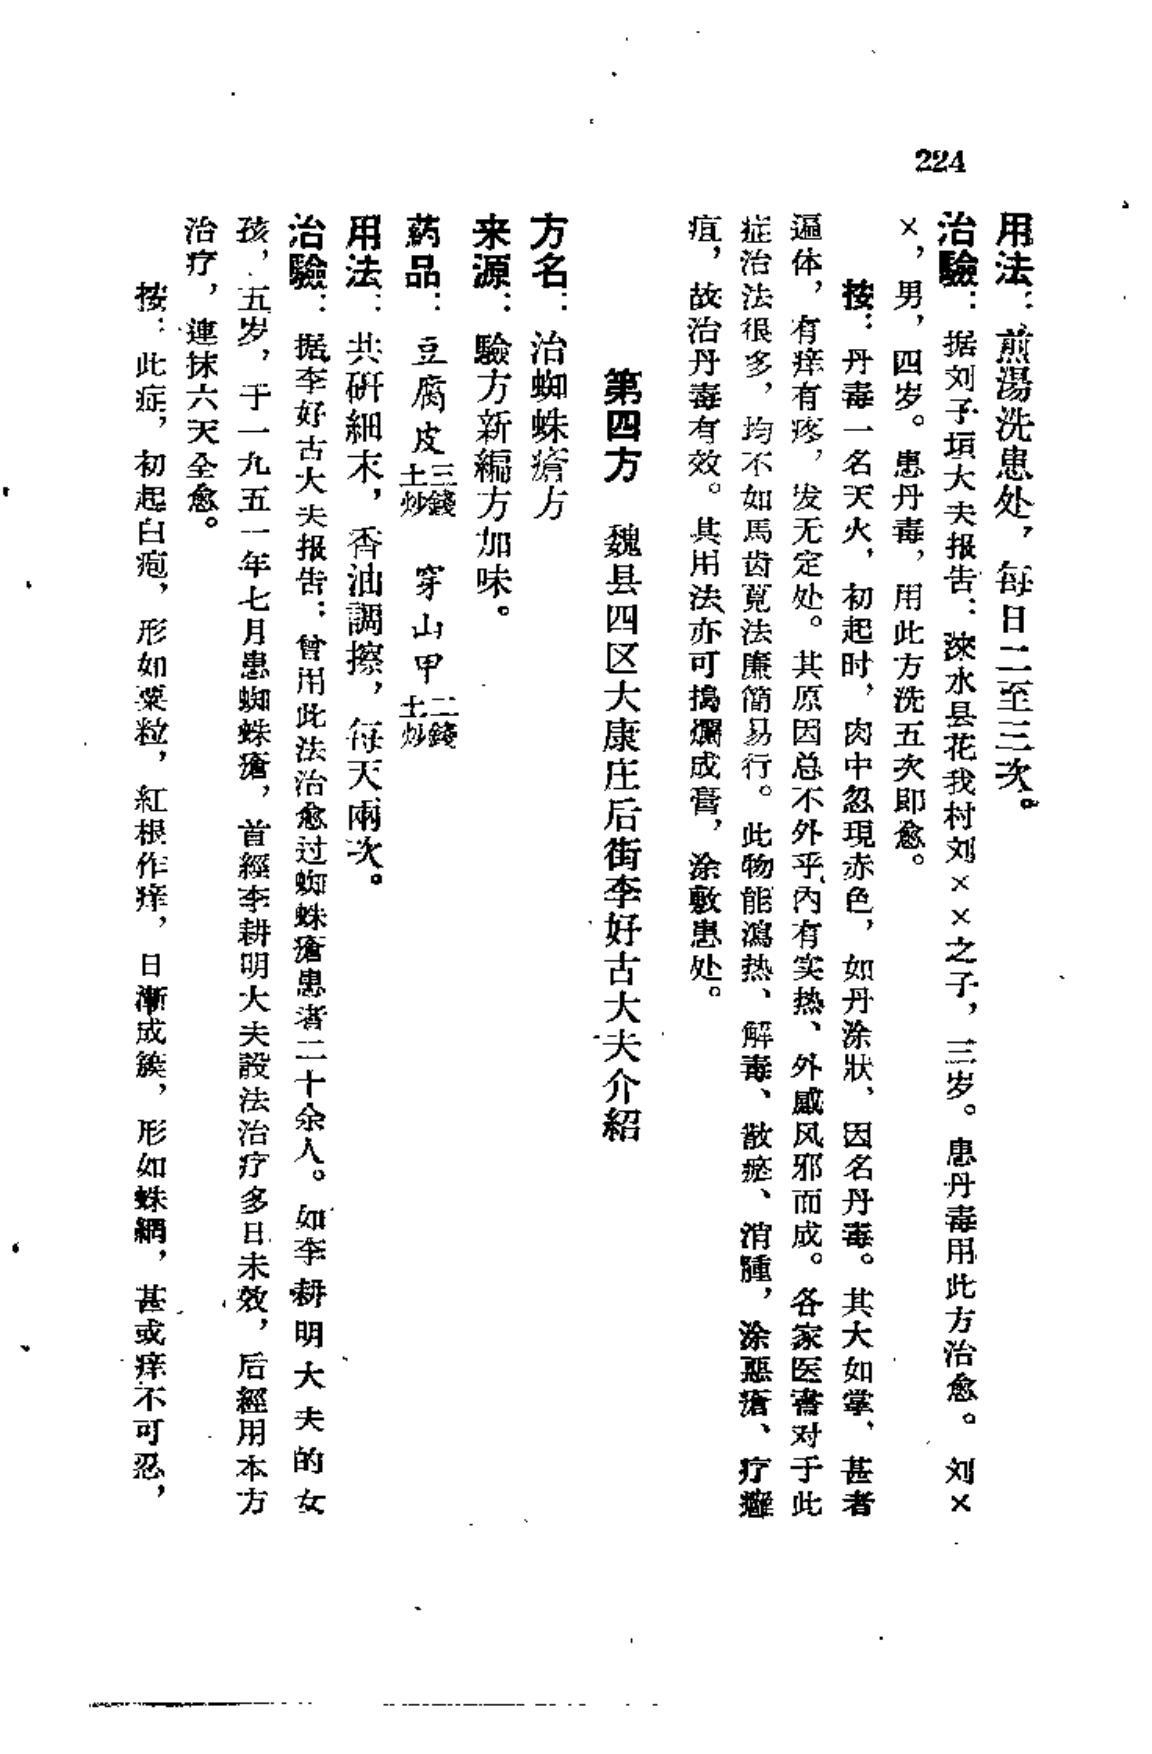 224
用法：煎湯洗患处，每日二至三次。
治驗：据刘子垻大夫报告：淶水县花我村刘××之子，三岁。患丹毒用此方治愈。刘×
×，男，四岁。患丹毒，用此方洗五次即愈。
按：丹毒一名天火，初起时，肉中忽現赤色，如丹涂狀，因名丹毒。其大如掌，甚者
逼体，有痒有疼，发无定处。其原因总不外乎內有实热、外感风邪而成。各家医書对于此
症治法很多，均不如馬齿莧法廉簡易行。此物能瀉热、解毒、散瘀、消腫，涂惡瘡、疗癰
疽，故治丹毒有效。其用法亦可搗爛成膏，涂敷患处。
第四方 魏县四区大康庄后街李好古大夫介紹
方名：治蜘蛛瘡方
来源：驗方新編方加味。
药品：豆腐皮三錢土炒 穿山甲二錢土炒
用法：共研細末，香油調擦，每天兩次。
治驗：据李好古大夫报告：曾用此法治愈过蜘蛛瘡患者二十余人。如李耕明大夫的女
孩，五岁，于一九五一年七月患蜘蛛瘡，首經李耕明大夫設法治疗多日未效，后經用本方
治疗，連抹六天全愈。
按：此症，初起白疱，形如粟粒，紅根作痒，日漸成簇，形如蛛網，甚或痒不可忍，